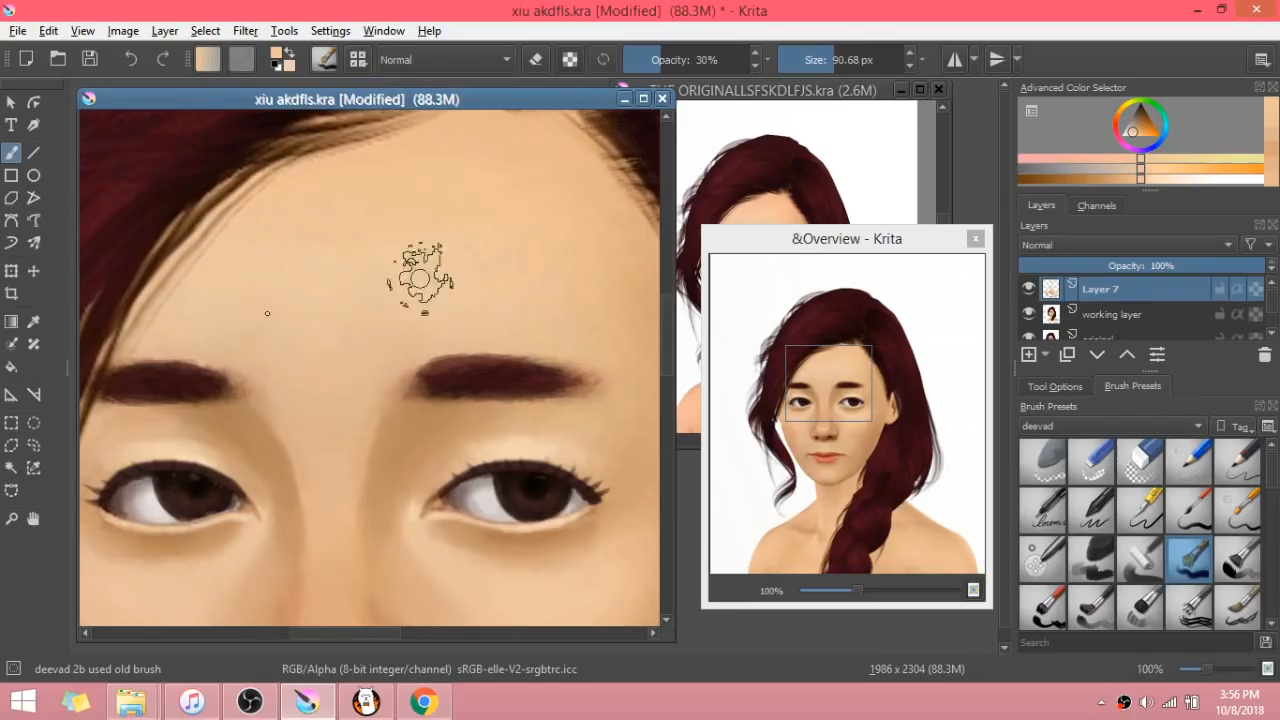 xiu akdfls.kra [Modified] (88.3M) * - Krita
File Edit View Image Layer Select Filter Tools Settings Window Help
Normal
Opacity: 30%
Size: 90.68 px
xiu akdfls.kra [Modified] (88.3M)
ORIGINALLSFSKDLFJS.kra (2.6M)
Advanced Color Selector
Layers Channels
Layers
Normal
Opacity: 100%
Layer 7
working layer
&Overview - Krita
100%
Tool Options Brush Presets
Brush Presets
deevad
Tag
Search
deevad 2b used old brush
RGB/Alpha (8-bit integer/channel) sRGB-elle-V2-srgbtrc.icc
1986 x 2304 (88.3M)
100%
3:56 PM
10/8/2018